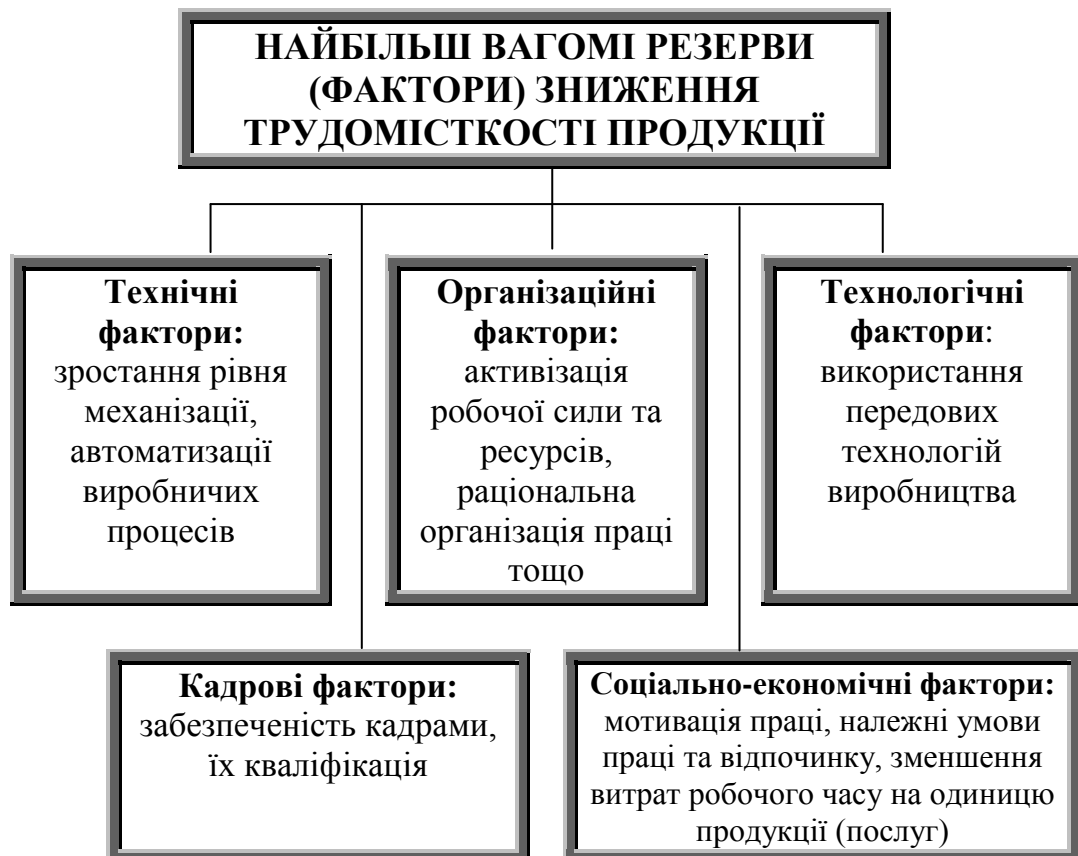 НАЙБІЛЬШ ВАГОМІ РЕЗЕРВИ
(ФАКТОРИ) ЗНИЖЕННЯ
ТРУДОМІСТКОСТІ ПРОДУКЦІЇ
Технічні
фактори:
зростання рівня
механізації,
автоматизації
виробничих
процесів
Організаційні
фактори:
активізація
робочої сили та
ресурсів,
раціональна
організація праці
тощо
Технологічні
фактори:
використання
передових
технологій
виробництва
Кадрові фактори:
забезпеченість кадрами,
їх кваліфікація
Соціально-економічні фактори:
мотивація праці, належні умови
праці та відпочинку, зменшення
витрат робочого часу на одиницю
продукції (послуг)